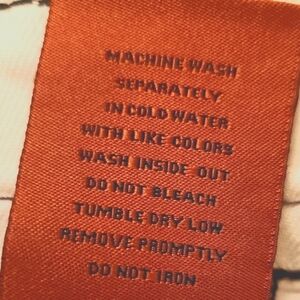 MACHINE WASH
SEPARATELY
IN COLD WATER
WITH LIKE COLORS
WASH INSIDE OUT
DO NOT BLEACH
TUMBLE DRY LOW
REMOVE PROMPTLY
DO NOT IRON